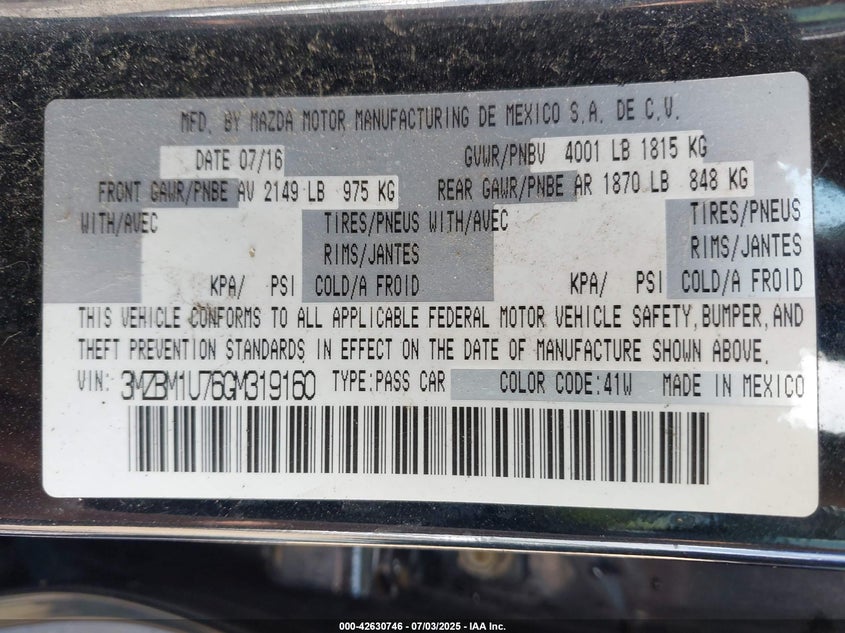 MFD. BY MAZDA MOTOR MANUFACTURING DE MEXICO S.A. DE C.V.
DATE 07/16 GVWR/PNBV 4001 LB 1815 KG
FRONT GAWR/PNBE AV 2149 LB 975 KG REAR GAWR/PNBE AR 1870 LB 848 KG
WITH/AVEC TIRES/PNEUS WITH/AVEC TIRES/PNEUS
RIMS/JANTES RIMS/JANTES
KPA/ PSI COLD/A FROID KPA/ PSI COLD/A FROID
THIS VEHICLE CONFORMS TO ALL APPLICABLE FEDERAL MOTOR VEHICLE SAFETY, BUMPER, AND
THEFT PREVENTION STANDARDS IN EFFECT ON THE DATE OF MANUFACTURE SHOWN ABOVE.
VIN: 3MZBM1U76GM319160 TYPE:PASS CAR COLOR CODE:41W MADE IN MEXICO
000-42630746 - 07/03/2025 - IAA Inc.